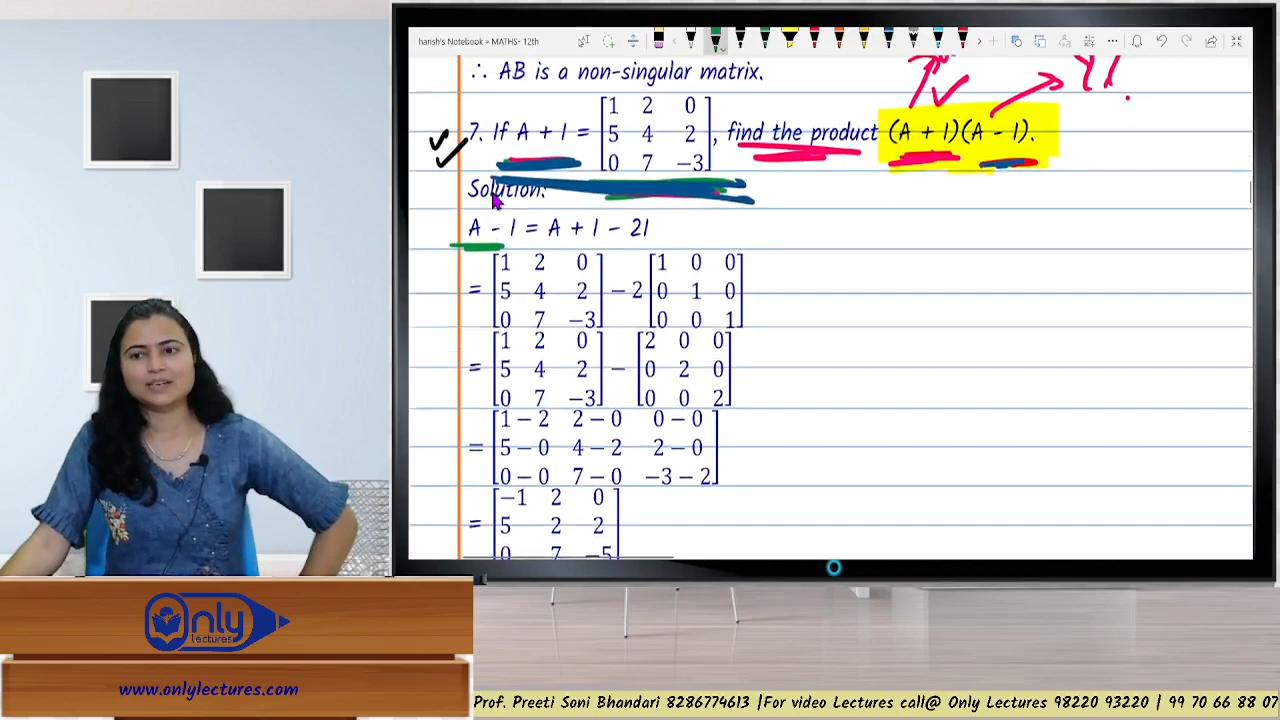 harish's Notebook » MATHS- 12th
∴ AB is a non-singular matrix.
7. If A + I = [1 2 0
5 4 2
0 7 −3], find the product (A + I)(A − I).
Solution:
A − I = A + I − 2I
= [1 2 0
5 4 2
0 7 −3] − 2 [1 0 0
0 1 0
0 0 1]
= [1 2 0
5 4 2
0 7 −3] − [2 0 0
0 2 0
0 0 2]
= [1 − 2 2 − 0 0 − 0
5 − 0 4 − 2 2 − 0
0 − 0 7 − 0 −3 − 2]
= [−1 2 0
5 2 2
0 7 −5]
Only
lectures
www.onlylectures.com
Prof. Preeti Soni Bhandari 8286774613 |For video Lectures call@ Only Lectures 98220 93220 | 99 70 66 88 07